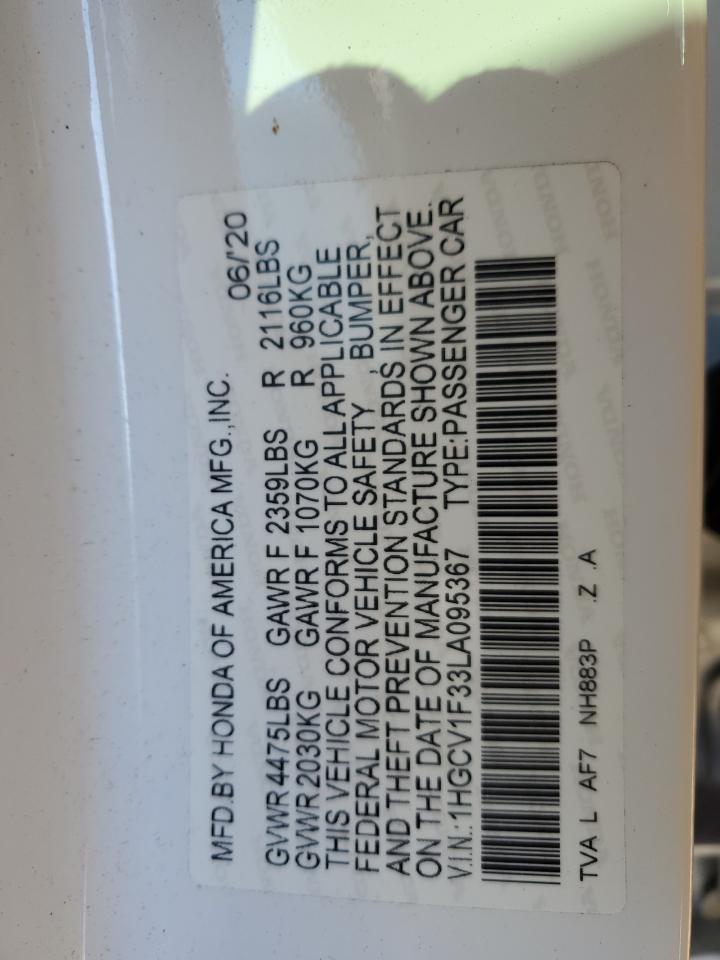 MFD.BY HONDA OF AMERICA MFG.,INC. 06/'20
GVWR 4475LBS GAWR F 2359LBS R 2116LBS
GVWR 2030KG GAWR F 1070KG R 960KG
THIS VEHICLE CONFORMS TO ALL APPLICABLE
FEDERAL MOTOR VEHICLE SAFETY , BUMPER,
AND THEFT PREVENTION STANDARDS IN EFFECT
ON THE DATE OF MANUFACTURE SHOWN ABOVE.
V.I.N.:1HGCV1F33LA095367 TYPE:PASSENGER CAR
TVA L AF7 NH883P .Z .A